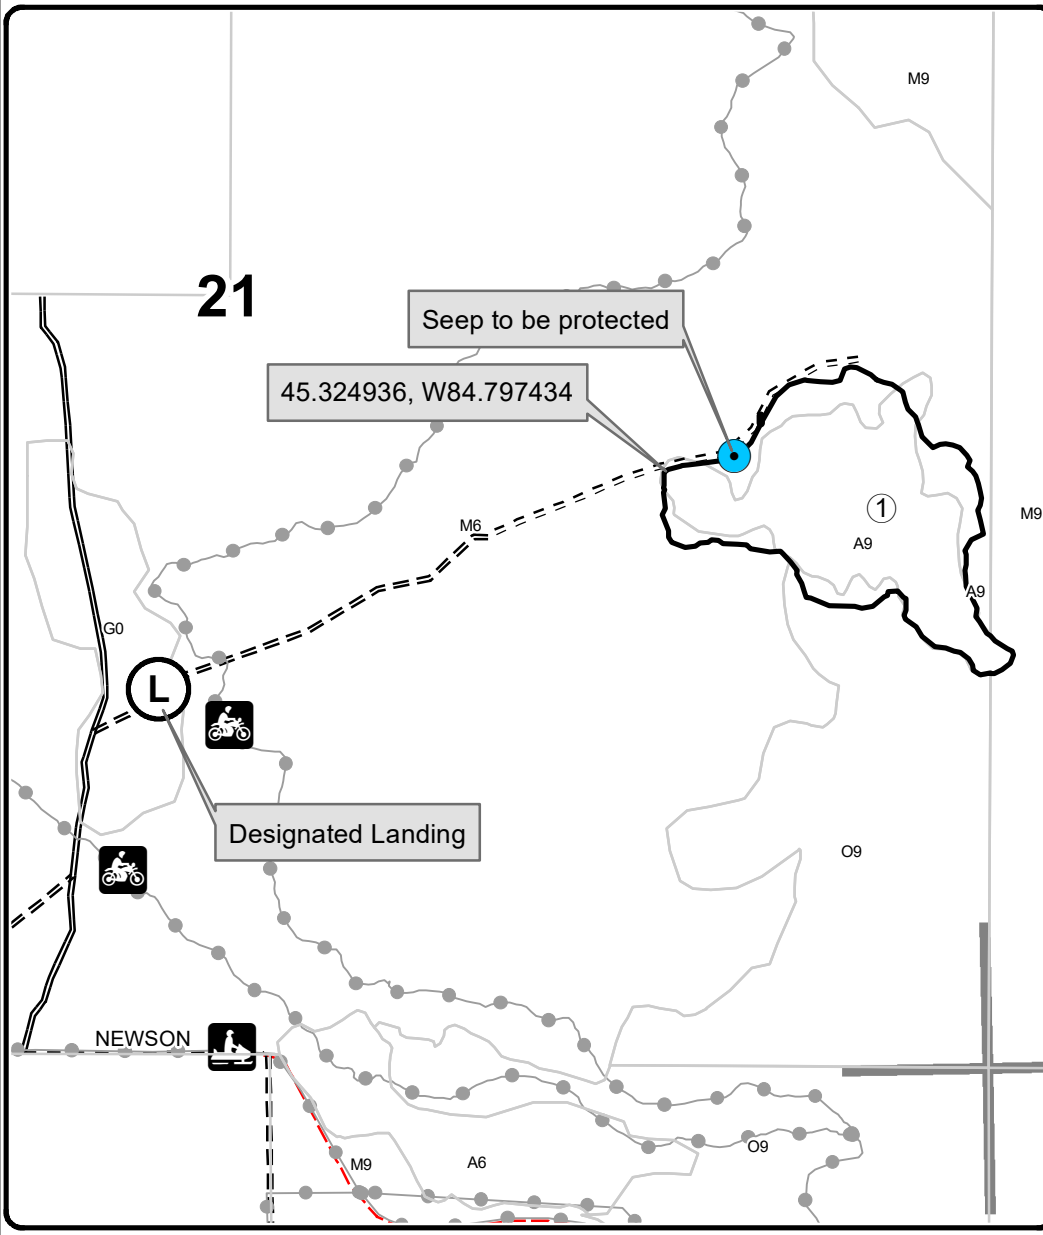 M9
21
Seep to be protected
45.324936, W84.797434
1
M9
M6
A9
A9
G0
L
Designated Landing
O9
NEWSON
O9
M9
A6